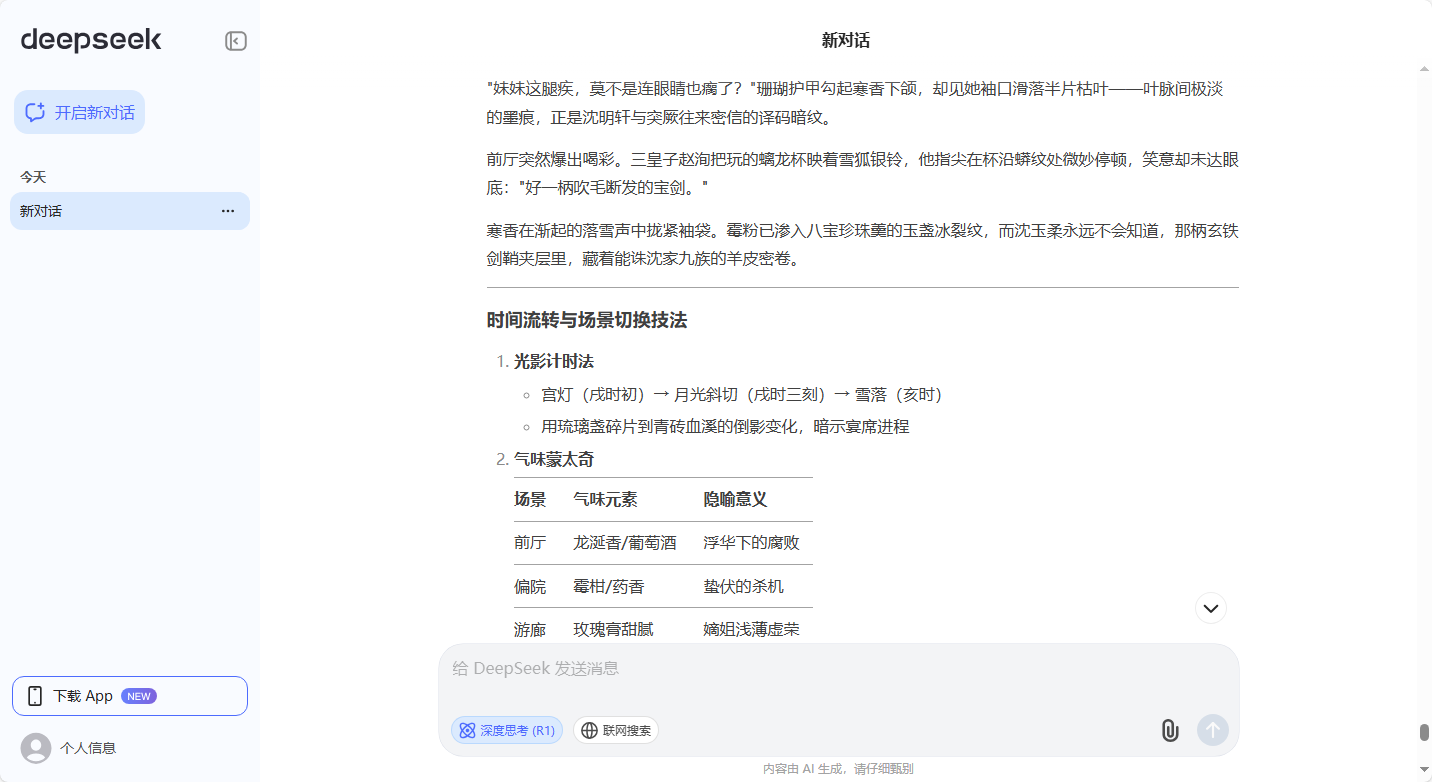 deepseek
开启新对话
今天
新对话
下载 App NEW
个人信息
新对话
"妹妹这腿疾，莫不是连眼睛也瘸了？"珊瑚护甲勾起寒香下颌，却见她袖口滑落半片枯叶——叶脉间极淡
的墨痕，正是沈明轩与突厥往来密信的译码暗纹。
前厅突然爆出喝彩。三皇子赵洵把玩的螭龙杯映着雪狐银铃，他指尖在杯沿蟒纹处微妙停顿，笑意却未达眼
底："好一柄吹毛断发的宝剑。"
寒香在渐起的落雪声中拢紧袖袋。霉粉已渗入八宝珍珠羹的玉盏冰裂纹，而沈玉柔永远不会知道，那柄玄铁
剑鞘夹层里，藏着能诛沈家九族的羊皮密卷。
时间流转与场景切换技法
1. 光影计时法
宫灯（戌时初）→ 月光斜切（戌时三刻）→ 雪落（亥时）
用琉璃盏碎片到青砖血溪的倒影变化，暗示宴席进程
2. 气味蒙太奇
场景 气味元素 隐喻意义
前厅 龙涎香/葡萄酒 浮华下的腐败
偏院 霉柑/药香 蛰伏的杀机
游廊 玫瑰膏甜腻 嫡姐浅薄虚荣
给 DeepSeek 发送消息
深度思考 (R1) 联网搜索
内容由 AI 生成，请仔细甄别